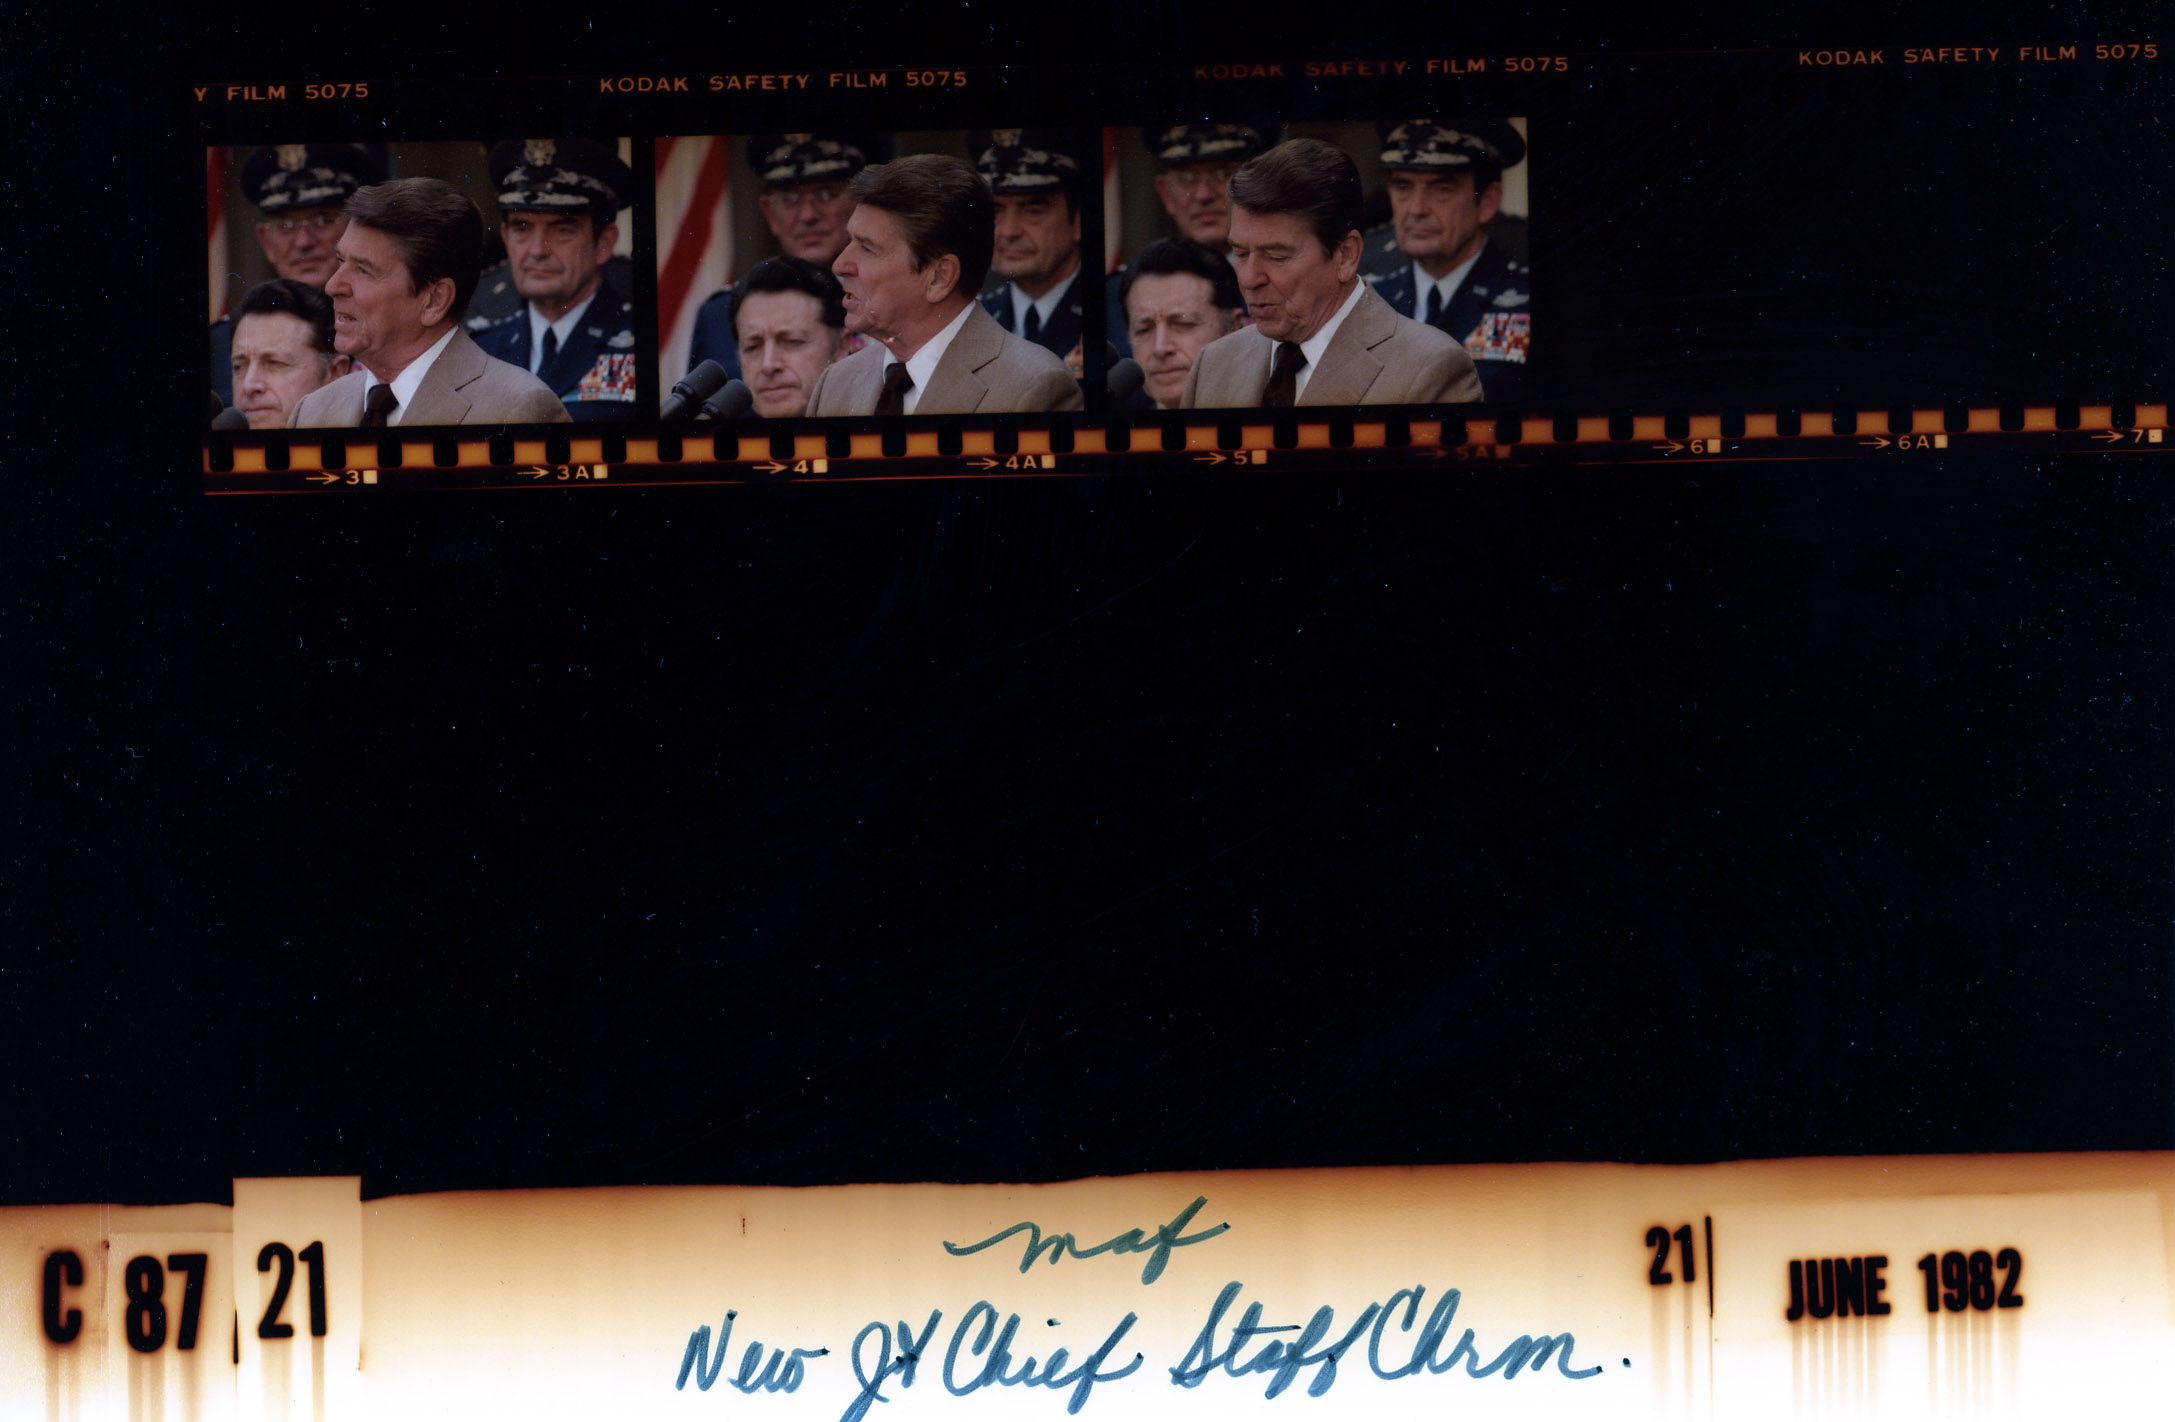 Y FILM 5075 KODAK SAFETY FILM 5075 KODAK SAFETY FILM 5075 KODAK SAFETY FILM 5075
→3 →3A →4 →4A →5 →5A →6 →6A →7
maf
C 87 21 21 JUNE 1982
New Jt Chief Staff Chrm.